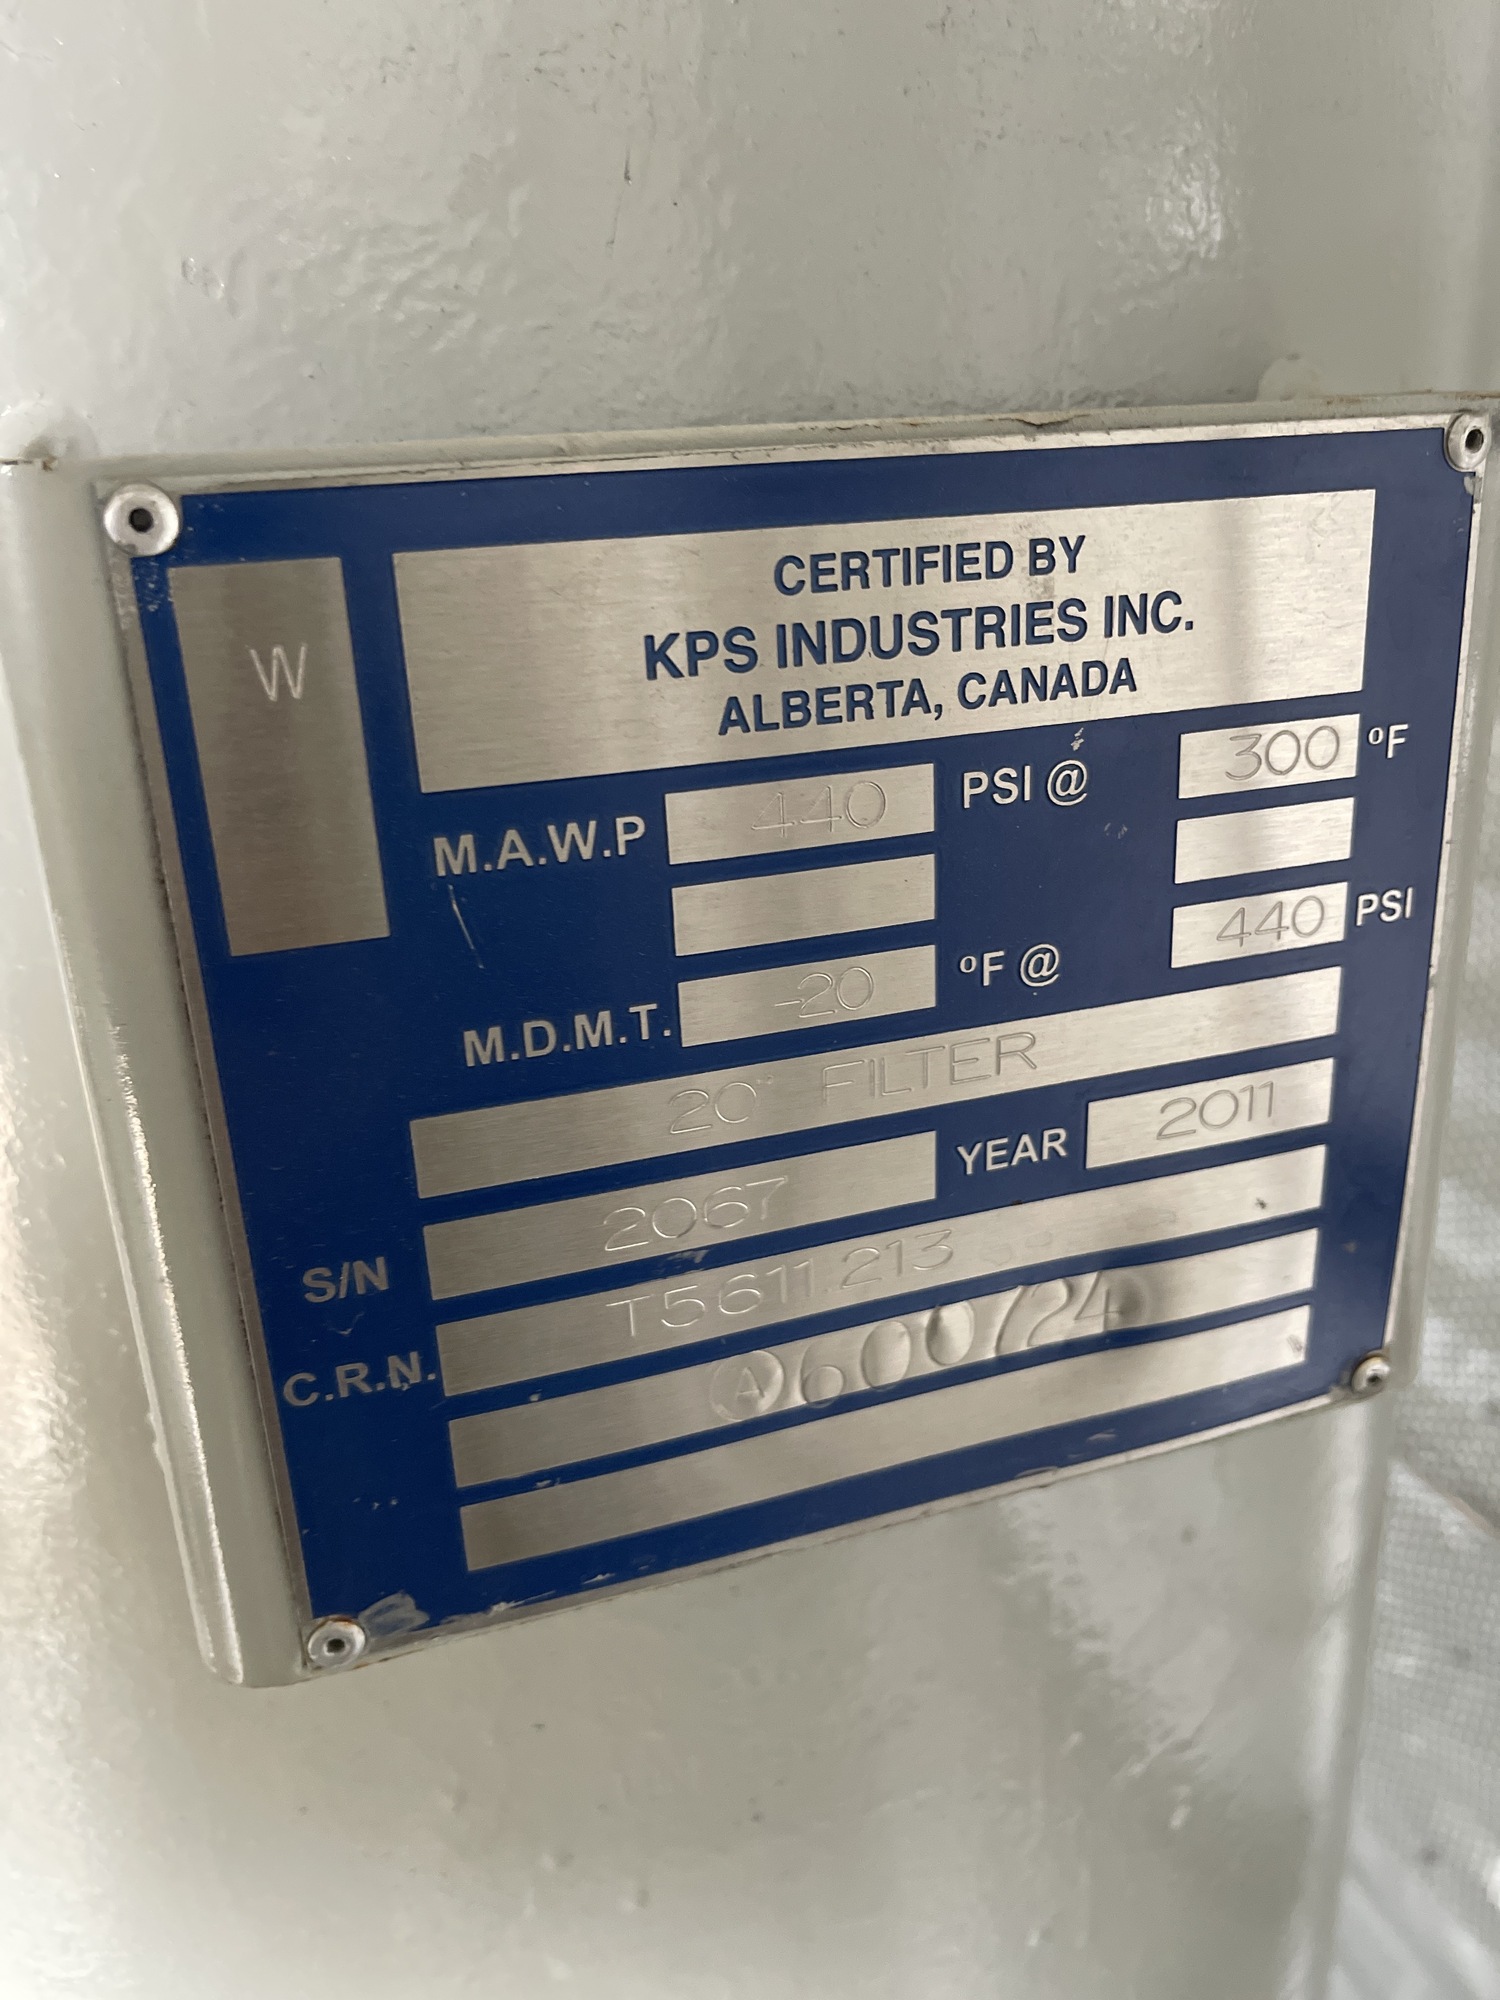 W
CERTIFIED BY
KPS INDUSTRIES INC.
ALBERTA, CANADA
M.A.W.P 440 PSI @ 300 °F
M.D.M.T. -20 °F @ 440 PSI
20" FILTER
S/N 2067 YEAR 2011
C.R.N. T5611.213
Ⓐ600724